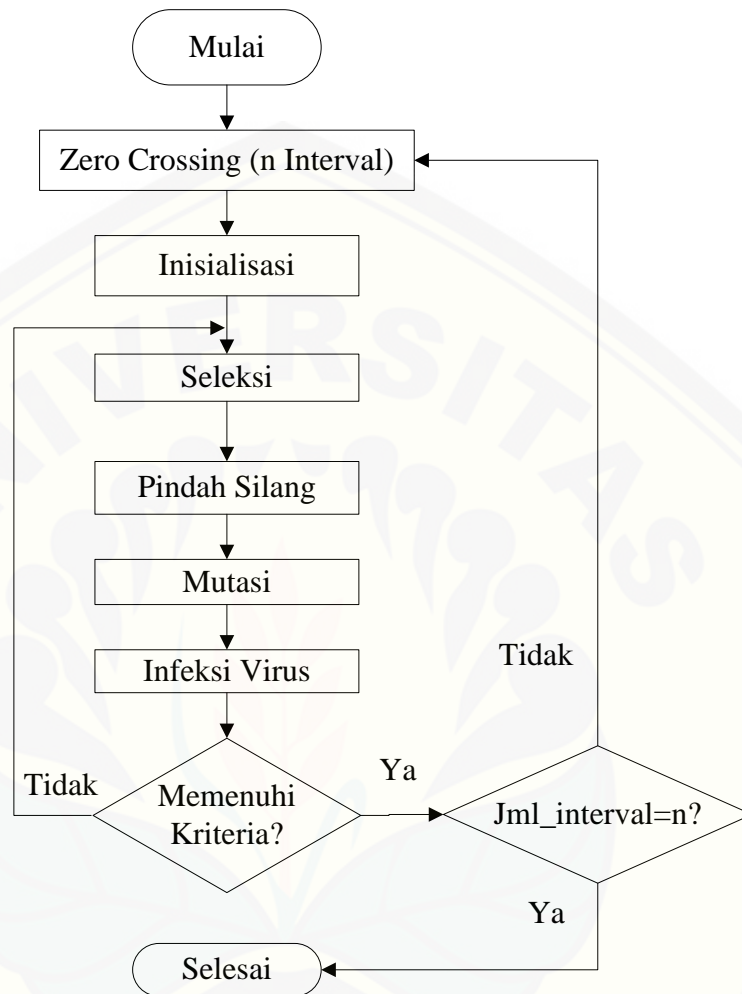 Mulai
Zero Crossing (n Interval)
Inisialisasi
Seleksi
Pindah Silang
Mutasi
Infeksi Virus
Tidak
Memenuhi
Kriteria?
Ya
Tidak
Jml_interval=n?
Ya
Selesai
UNIVERSITAS